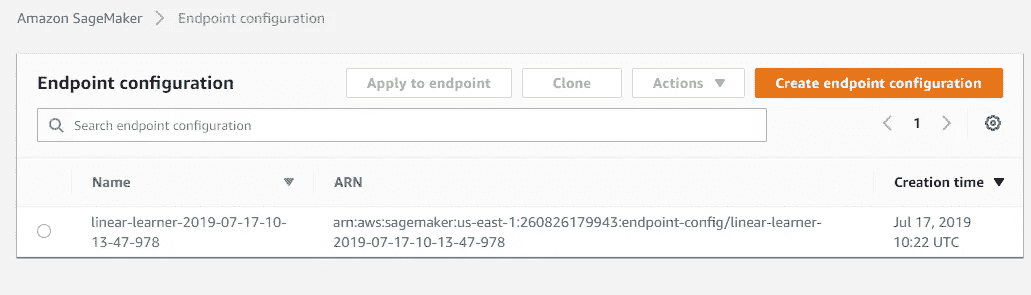 Amazon SageMaker > Endpoint configuration
Endpoint configuration Apply to endpoint Clone Actions Create endpoint configuration
Search endpoint configuration 1
Name ARN Creation time
linear-learner-2019-07-17-10- arn:aws:sagemaker:us-east-1:260826179943:endpoint-config/linear-learner- Jul 17, 2019
13-47-978 2019-07-17-10-13-47-978 10:22 UTC